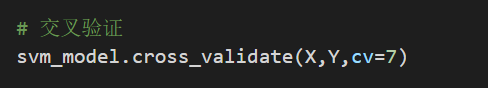 # 交叉验证
svm_model.cross_validate(X,Y,cv=7)